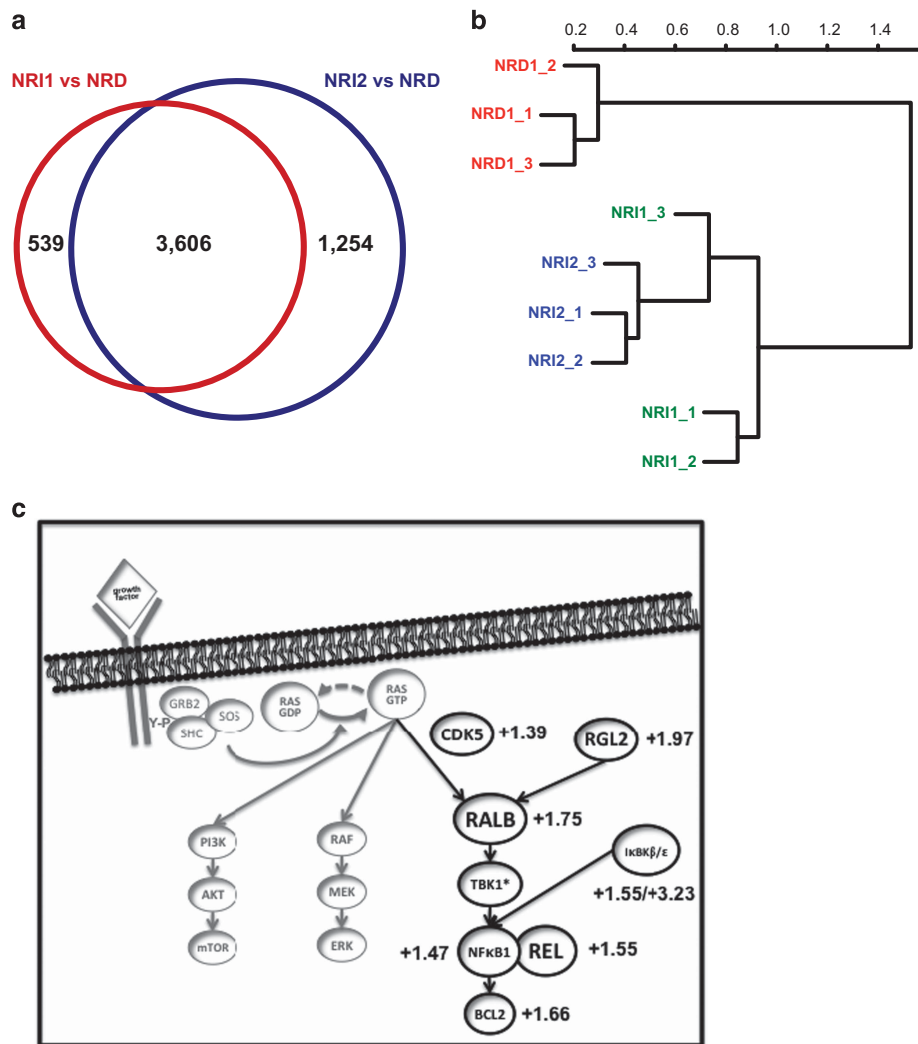 a
NRI1 vs NRD
NRI2 vs NRD
539
3,606
1,254
b
0.2 0.4 0.6 0.8 1.0 1.2 1.4
NRD1_2
NRD1_1
NRD1_3
NRI1_3
NRI2_3
NRI2_1
NRI2_2
NRI1_1
NRI1_2
c
growth
factor
Y-P
GRB2
SHC
SOS
RAS
GDP
RAS
GTP
CDK5 +1.39
RGL2 +1.97
RALB +1.75
PI3K
RAF
IκBKβ/ε
+1.55/+3.23
AKT
MEK
TBK1*
mTOR
ERK
+1.47 NFκB1 REL +1.55
BCL2 +1.66